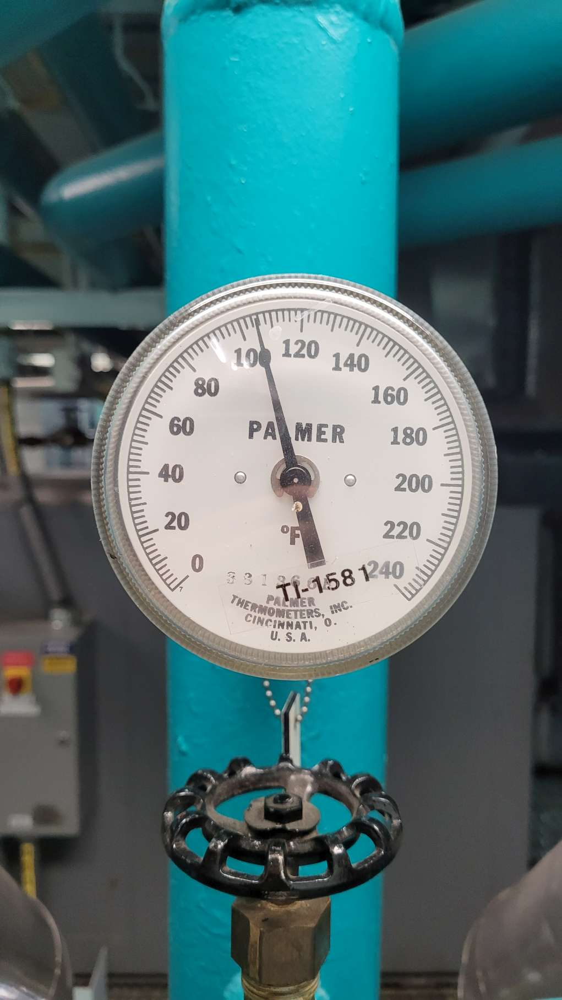 120
100
140
80
160
60
PALMER
180
40
200
20
°F
220
0
240
TI-1581
PALMER
THERMOMETERS, INC.
CINCINNATI, O.
U. S. A.